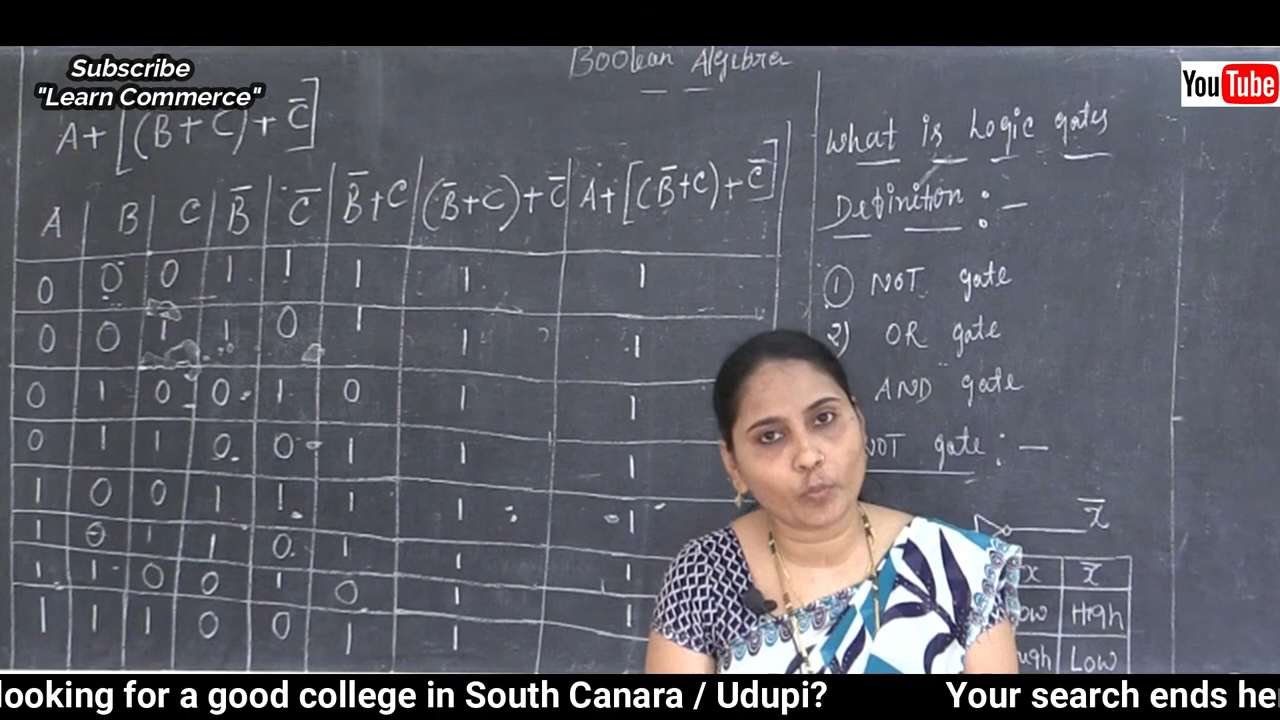 Subscribe
"Learn Commerce"
YouTube
Boolean Algebra
A+[(B̅+C)+C̅]
A B C B̅ C̅ B̅+C (B̅+C)+C̅ A+[(B̅+C)+C̅]
0 0 0 1 1 1 1 1
0 0 1 1 0 1 1 1
0 1 0 0 1 0 1 1
0 1 1 0 0 1 1 1
1 0 0 1 1 1 1 1
1 0 1 1 0 1 1 1
1 1 0 0 1 0 1 1
1 1 1 0 0 1 1 1
What is Logic gates
Definition : -
1 NOT gate
2) OR gate
AND gate
NOT gate : -
x̅
x x̅
ow High
Low
looking for a good college in South Canara / Udupi? Your search ends he